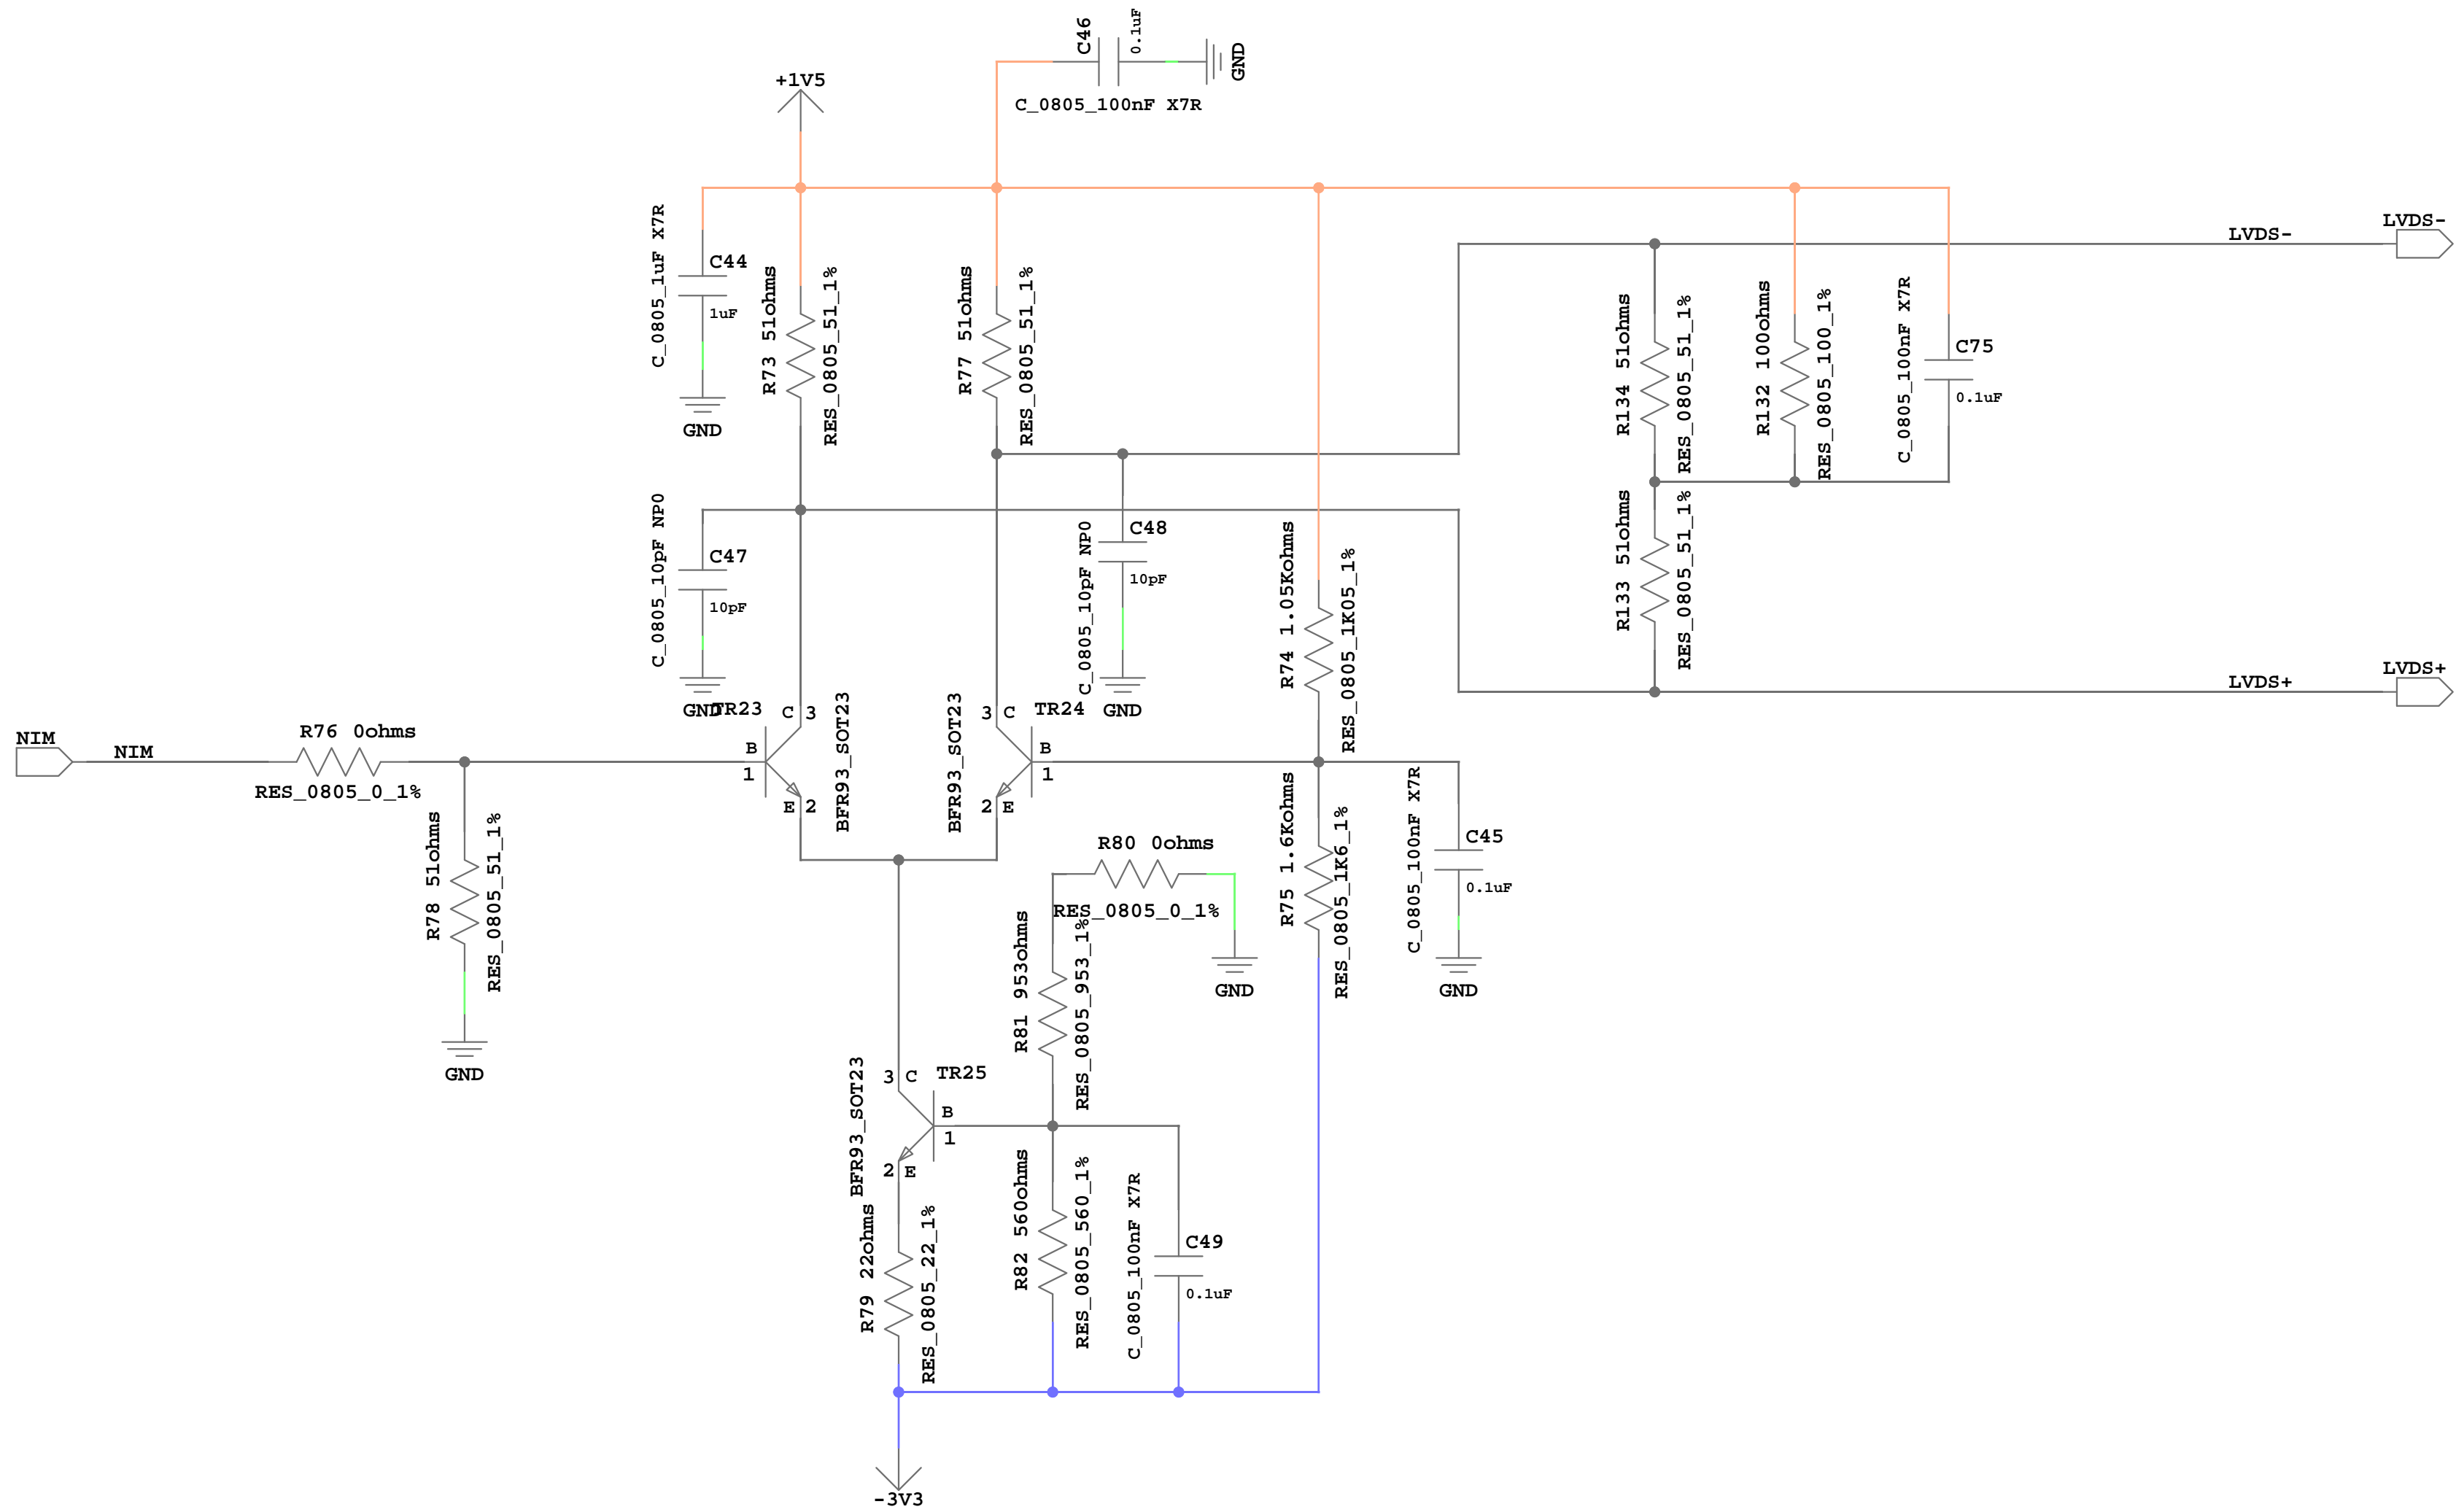 C46
0.1uF
GND
C_0805_100nF X7R
+1V5
C_0805_1uF X7R
C44
1uF
GND
R73 51ohms
RES_0805_51_1%
R77 51ohms
RES_0805_51_1%
LVDS-
LVDS-
R134 51ohms
RES_0805_51_1%
R132 100ohms
RES_0805_100_1%
C_0805_100nF X7R
C75
0.1uF
C_0805_10pF NP0
C47
10pF
GND
C_0805_10pF NP0
C48
10pF
GND
R74 1.05Kohms
RES_0805_1K05_1%
R133 51ohms
RES_0805_51_1%
LVDS+
LVDS+
NIM
NIM
R76 0ohms
RES_0805_0_1%
R78 51ohms
RES_0805_51_1%
GND
TR23
C 3
B
1
E 2
BFR93_SOT23
BFR93_SOT23
3 C
TR24
B
1
2 E
R80 0ohms
RES_0805_0_1%
GND
R75 1.6Kohms
RES_0805_1K6_1%
C_0805_100nF X7R
C45
0.1uF
GND
R81 953ohms
RES_0805_953_1%
BFR93_SOT23
3 C
TR25
B
1
2 E
R79 22ohms
RES_0805_22_1%
R82 560ohms
RES_0805_560_1%
C_0805_100nF X7R
C49
0.1uF
-3V3